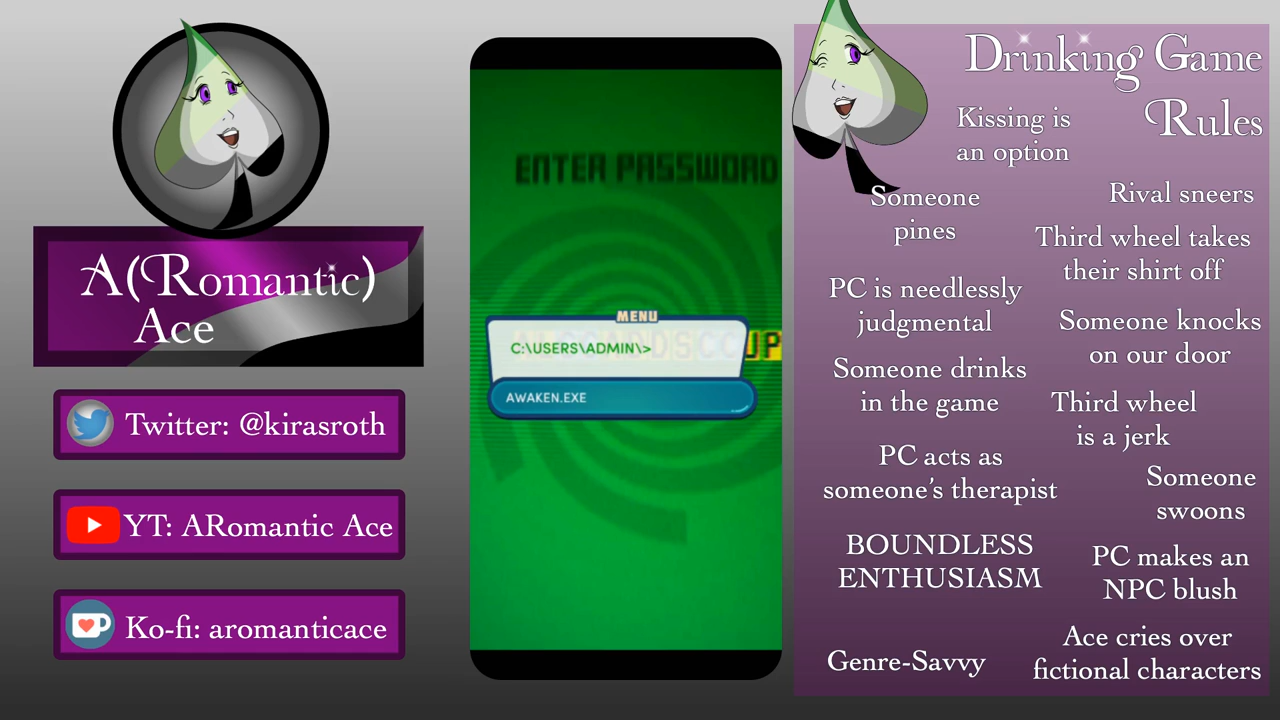 A(Romantic)
Ace
Twitter: @kirasroth
YT: ARomantic Ace
Ko-fi: aromanticace
ENTER PASSWORD
MENU
C:\USERS\ADMIN\>
AWAKEN.EXE
Drinking Game
Rules
Kissing is
an option
Someone
pines
Rival sneers
Third wheel takes
their shirt off
PC is needlessly
judgmental
Someone knocks
on our door
Someone drinks
in the game
Third wheel
is a jerk
PC acts as
someone's therapist
Someone
swoons
BOUNDLESS
ENTHUSIASM
PC makes an
NPC blush
Genre-Savvy
Ace cries over
fictional characters